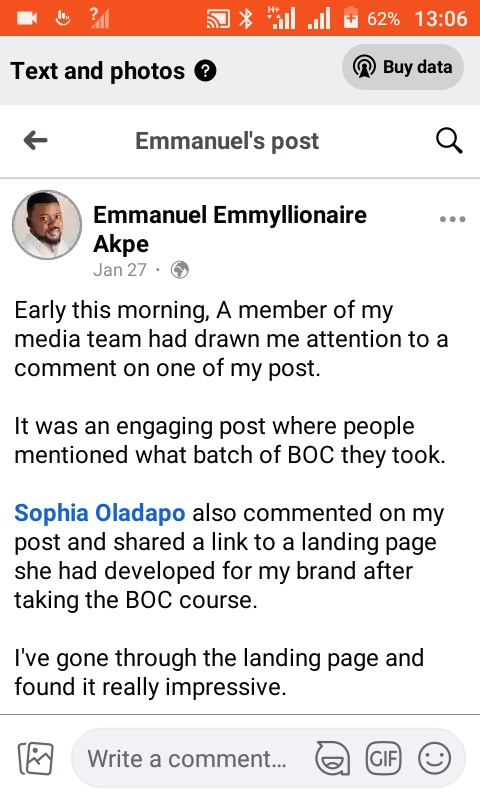 62% 13:06
Text and photos ?
Buy data
Emmanuel's post
Emmanuel Emmyllionaire
Akpe
Jan 27 ·
Early this morning, A member of my
media team had drawn me attention to a
comment on one of my post.
It was an engaging post where people
mentioned what batch of BOC they took.
Sophia Oladapo also commented on my
post and shared a link to a landing page
she had developed for my brand after
taking the BOC course.
I've gone through the landing page and
found it really impressive.
Write a comment...
GIF